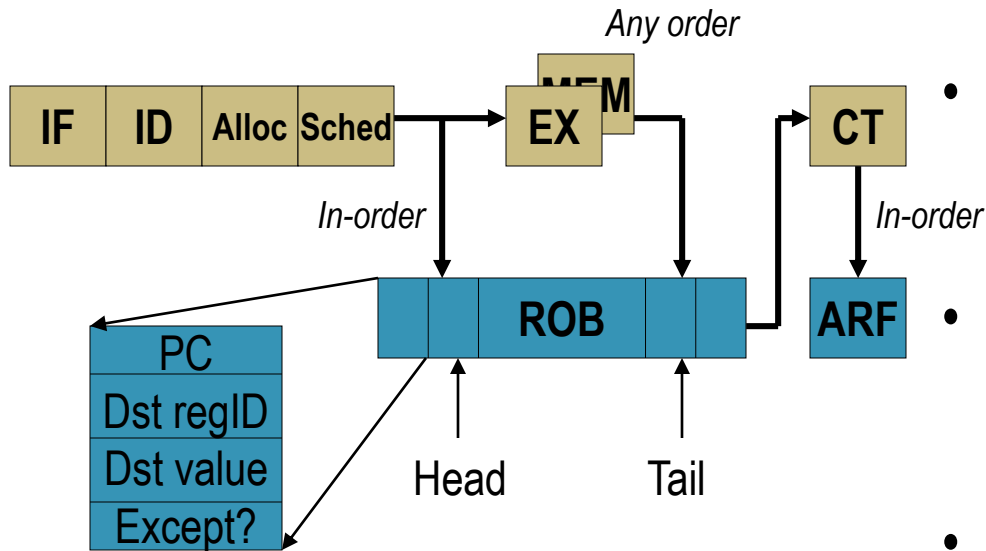 Any order
MEM
IF ID Alloc Sched
EX
CT
In-order
In-order
ROB
ARF
PC
Dst regID
Dst value
Except?
Head
Tail
•
•
•